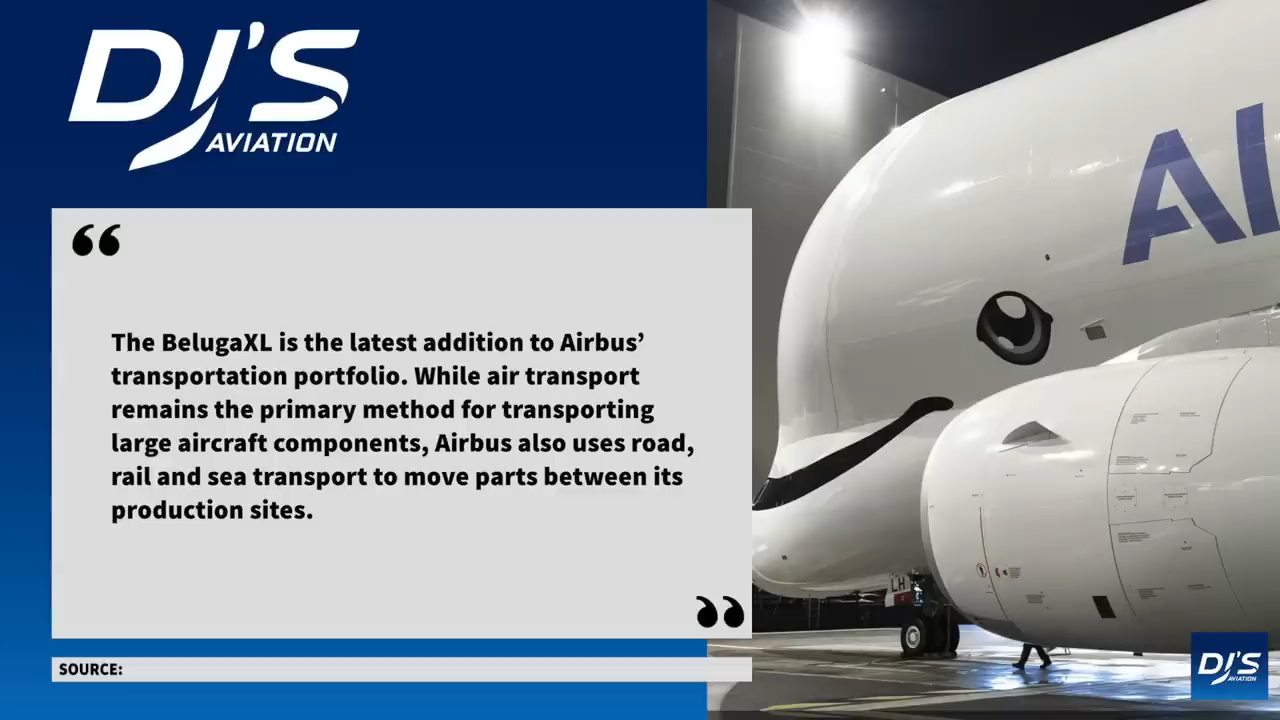 DJ'S
AVIATION
“
The BelugaXL is the latest addition to Airbus’
transportation portfolio. While air transport
remains the primary method for transporting
large aircraft components, Airbus also uses road,
rail and sea transport to move parts between its
production sites.
”
SOURCE:
AI
LH
DJ'S
AVIATION